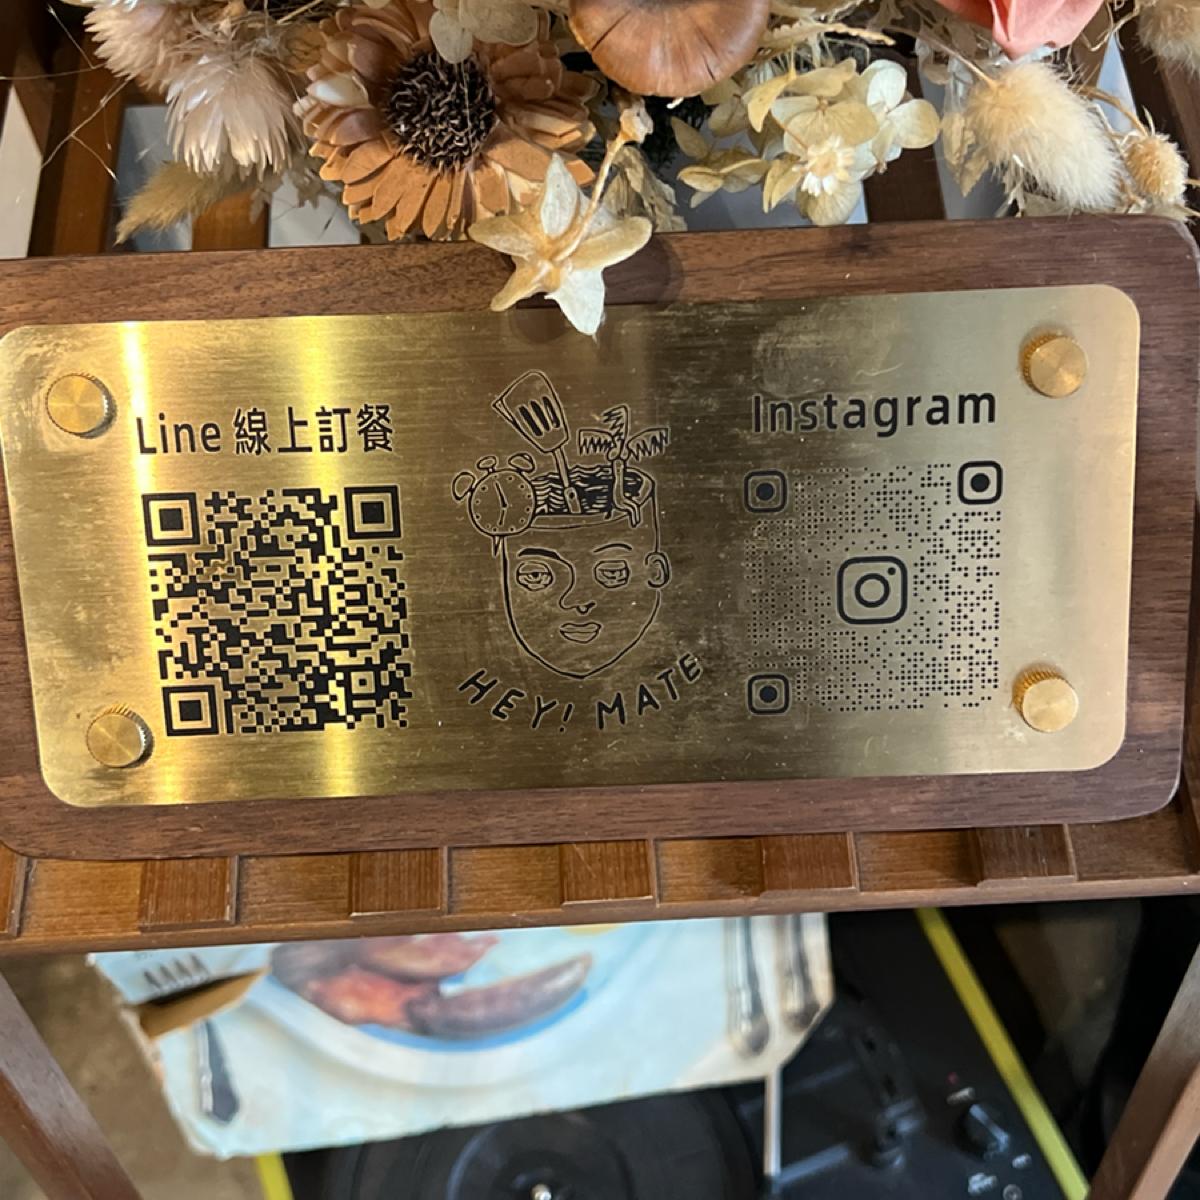 Line 線上訂餐
HEY! MATE
Instagram